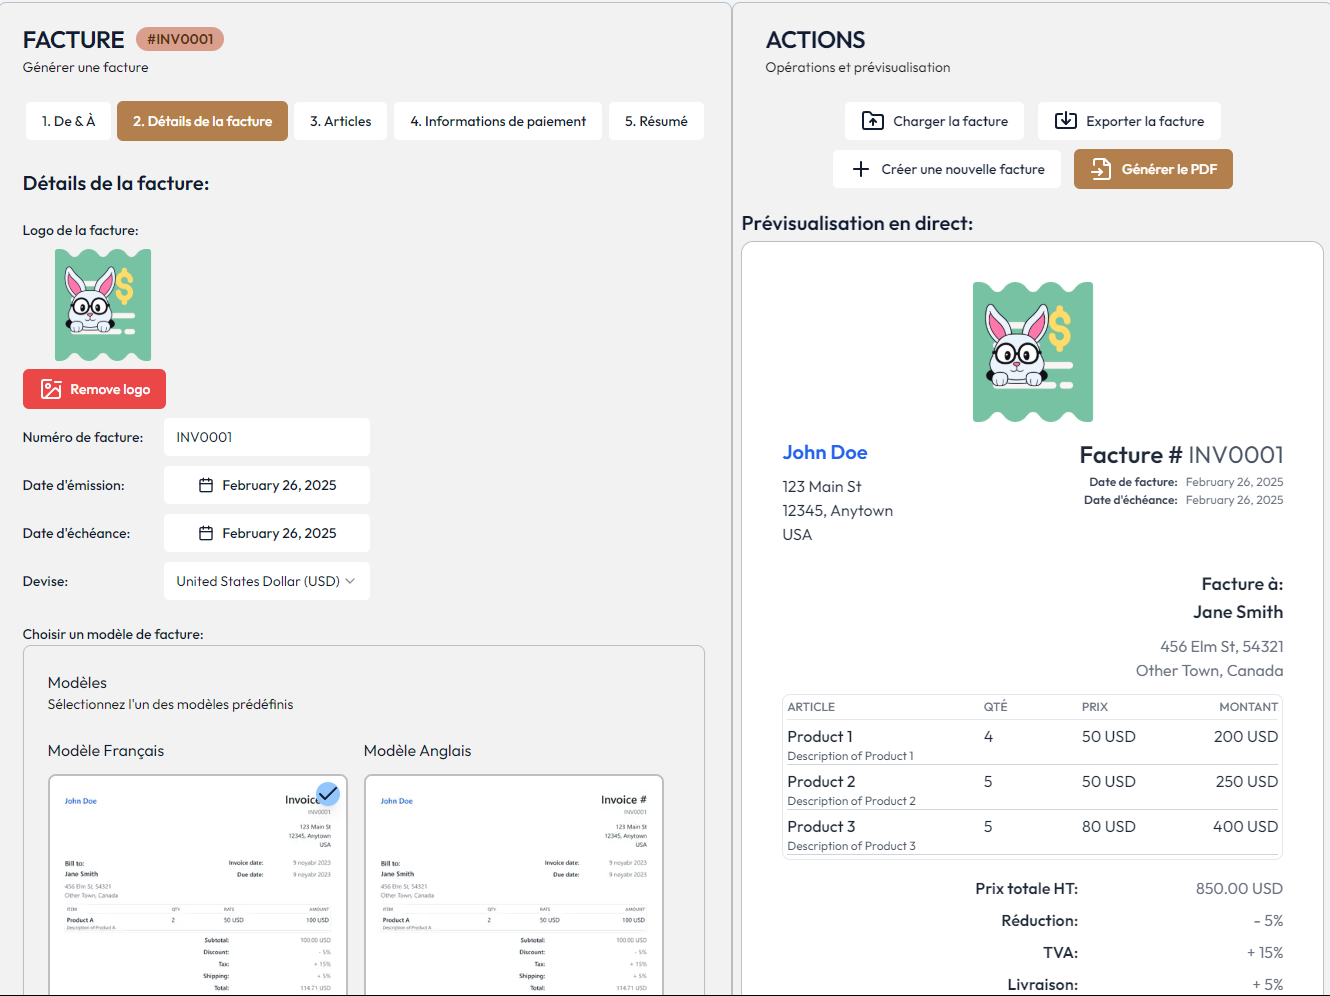 FACTURE #INV0001
Générer une facture
1. De & À
2. Détails de la facture
3. Articles
4. Informations de paiement
5. Résumé
Détails de la facture:
Logo de la facture:
$
Remove logo
Numéro de facture: INV0001
Date d'émission: February 26, 2025
Date d'échéance: February 26, 2025
Devise: United States Dollar (USD)
Choisir un modèle de facture:
Modèles
Sélectionnez l'un des modèles prédéfinis
Modèle Français
John Doe
Invoice
INV0001
123 Main St
12345, Anytown
USA
Bill to:
Jane Smith
456 Elm St, 54321
Other Town, Canada
Invoice date: 9 noyabr 2023
Due date: 9 noyabr 2023
ITEM QTY RATE AMOUNT
Product A 2 50 USD 100 USD
Description of Product A
Subtotal: 100.00 USD
Discount: - 5%
Tax: + 15%
Shipping: + 5%
Total: 114.71 USD
Modèle Anglais
John Doe
Invoice #
INV0001
123 Main St
12345, Anytown
USA
Bill to:
Jane Smith
456 Elm St, 54321
Other Town, Canada
Invoice date: 9 noyabr 2023
Due date: 9 noyabr 2023
ITEM QTY RATE AMOUNT
Product A 2 50 USD 100 USD
Description of Product A
Subtotal: 100.00 USD
Discount: - 5%
Tax: + 15%
Shipping: + 5%
Total: 114.71 USD
ACTIONS
Opérations et prévisualisation
Charger la facture
Exporter la facture
Créer une nouvelle facture
Générer le PDF
Prévisualisation en direct:
$
John Doe
123 Main St
12345, Anytown
USA
Facture # INV0001
Date de facture: February 26, 2025
Date d'échéance: February 26, 2025
Facture à:
Jane Smith
456 Elm St, 54321
Other Town, Canada
ARTICLE QTÉ PRIX MONTANT
Product 1 4 50 USD 200 USD
Description of Product 1
Product 2 5 50 USD 250 USD
Description of Product 2
Product 3 5 80 USD 400 USD
Description of Product 3
Prix totale HT: 850.00 USD
Réduction: - 5%
TVA: + 15%
Livraison: + 5%